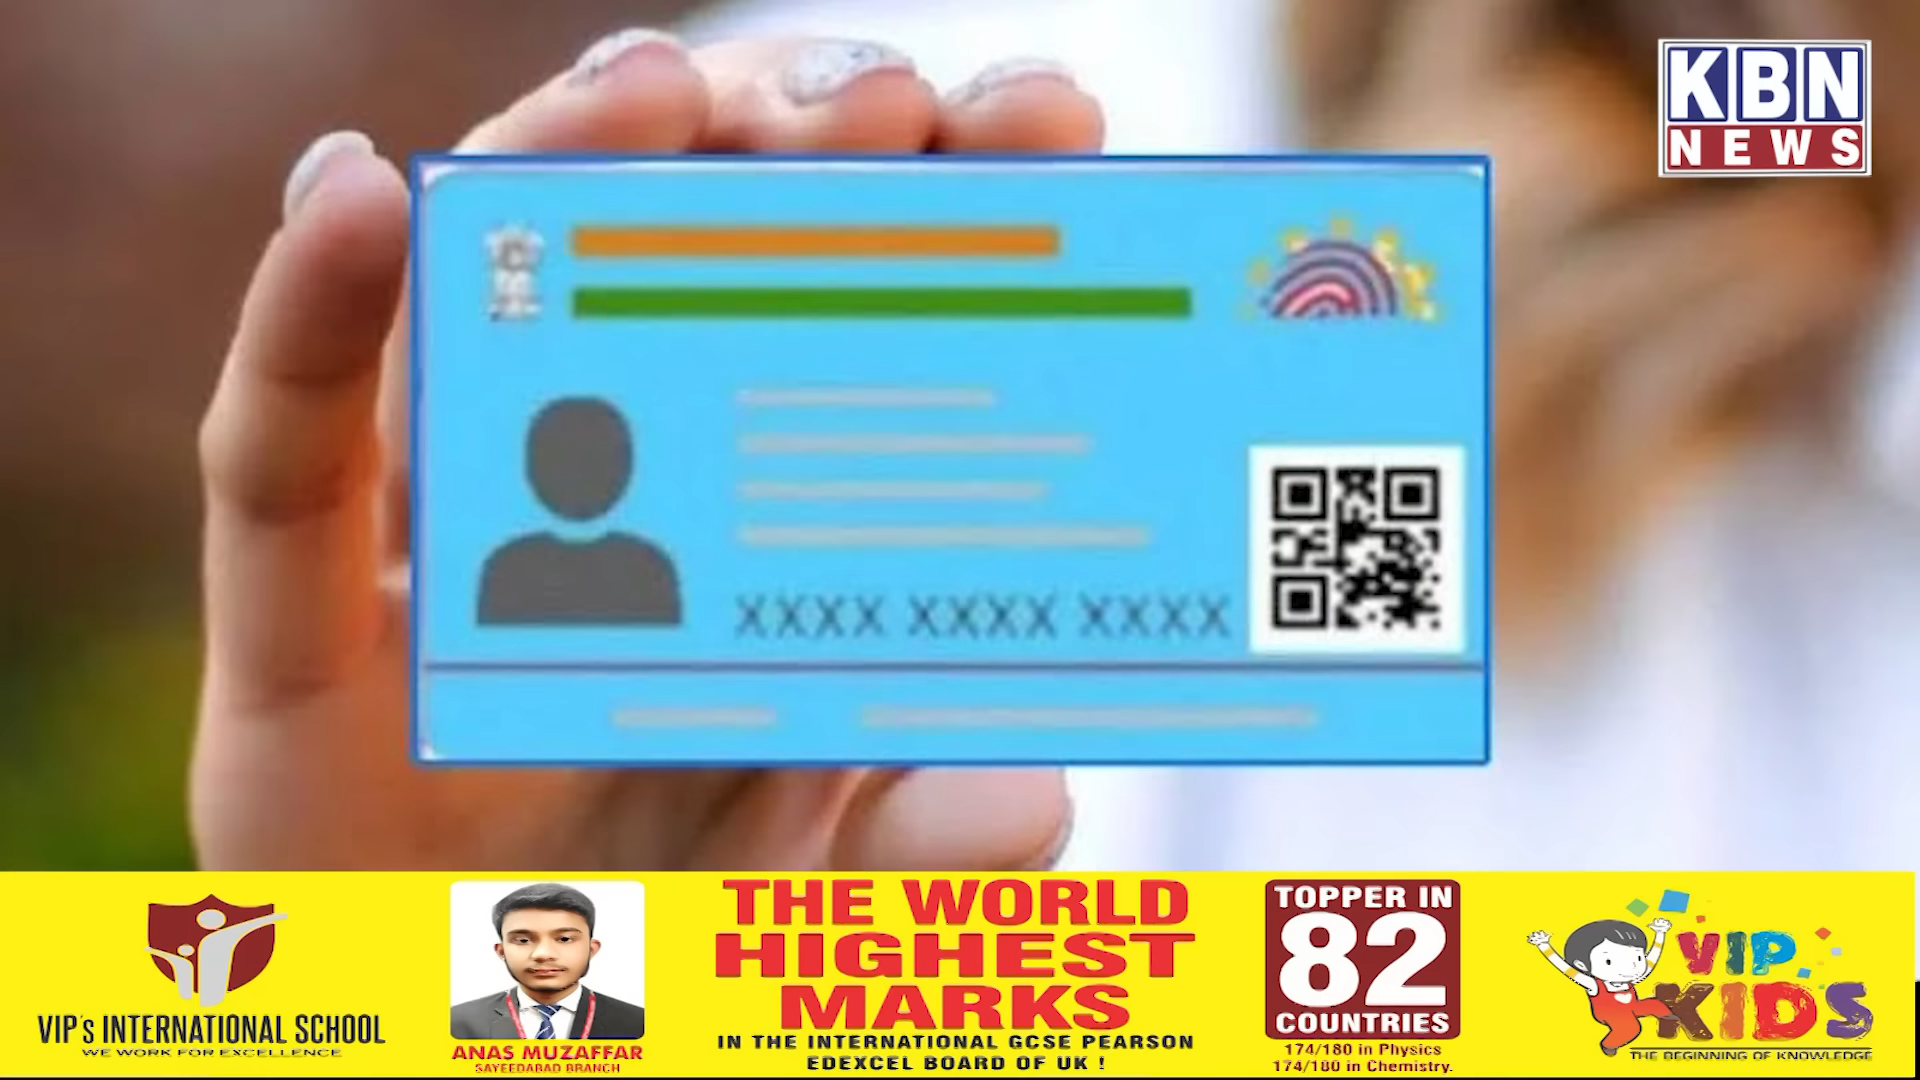 KBN
NEWS
XXXX XXXX XXXX
VIP's INTERNATIONAL SCHOOL
WE WORK FOR EXCELLENCE
ANAS MUZAFFAR
SAYEEDABAD BRANCH
THE WORLD
HIGHEST
MARKS
IN THE INTERNATIONAL GCSE PEARSON
EDEXCEL BOARD OF UK !
TOPPER IN
82
COUNTRIES
174/180 in Physics
174/180 in Chemistry.
VIP
KIDS
THE BEGINNING OF KNOWLEDGE